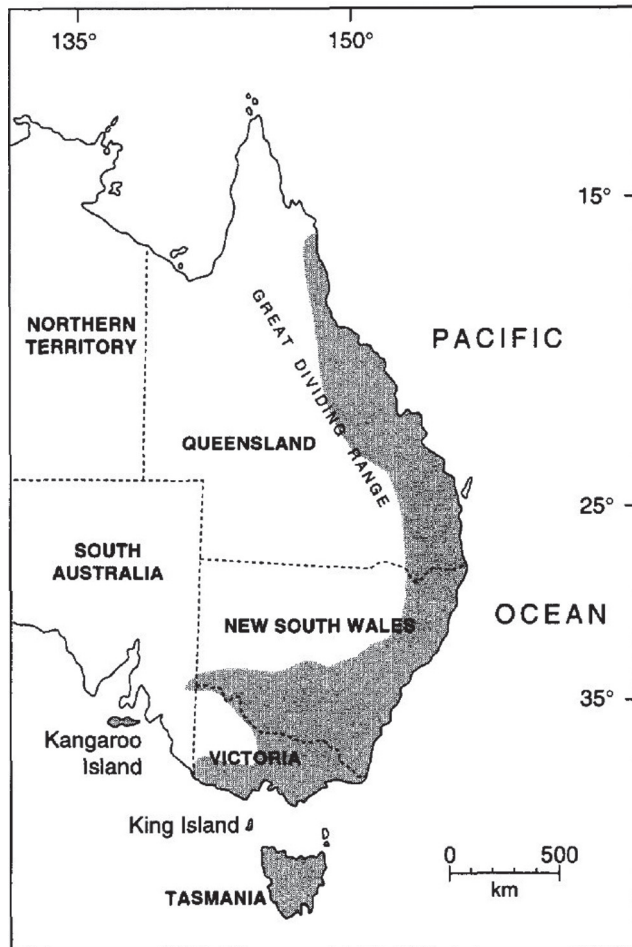 135° 150°
15°
NORTHERN
TERRITORY
GREAT DIVIDING RANGE
PACIFIC
QUEENSLAND
25°
SOUTH
AUSTRALIA
NEW SOUTH WALES
OCEAN
35°
Kangaroo
Island
VICTORIA
King Island
0 500
km
TASMANIA